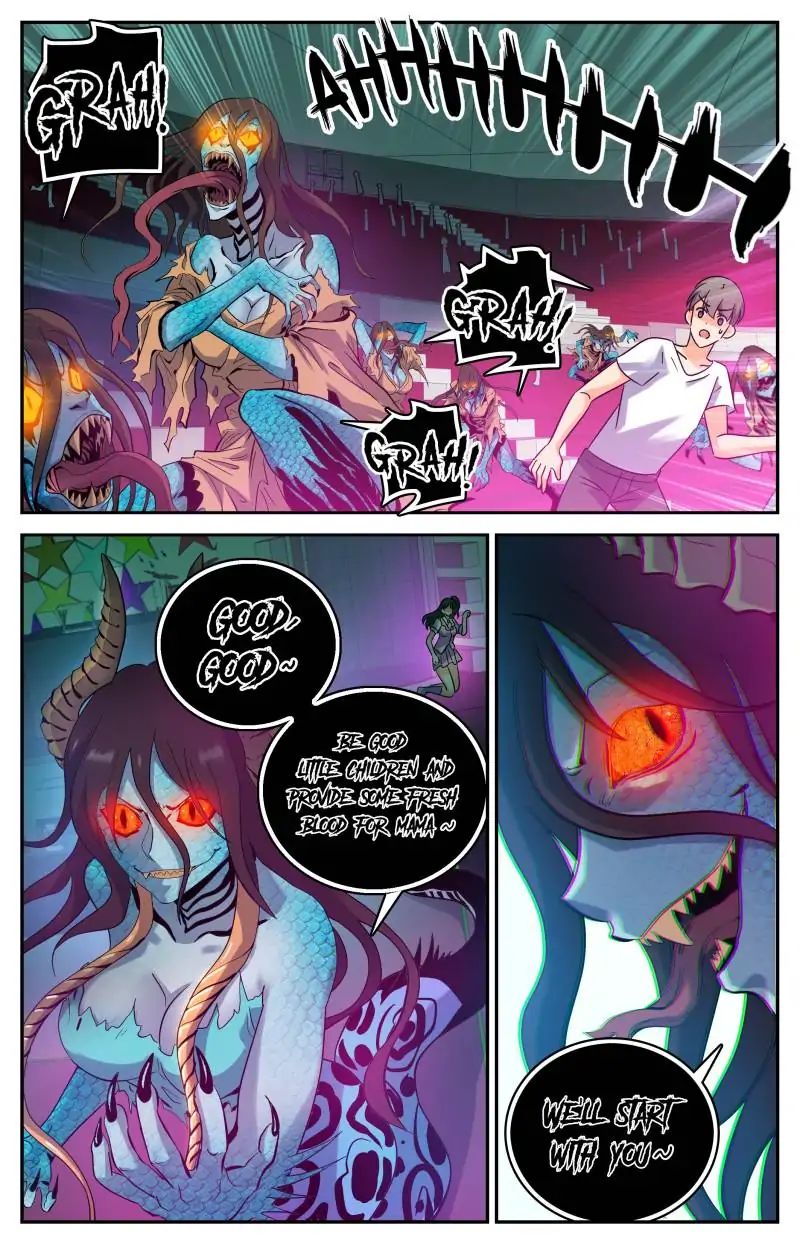 GRAH!
AHHHHHHHH
GRAH!
GRAH!
GOOD,
GOOD~
BE GOOD
LITTLE CHILDREN AND
PROVIDE SOME FRESH
BLOOD FOR MAMA~
WE'LL START
WITH YOU~